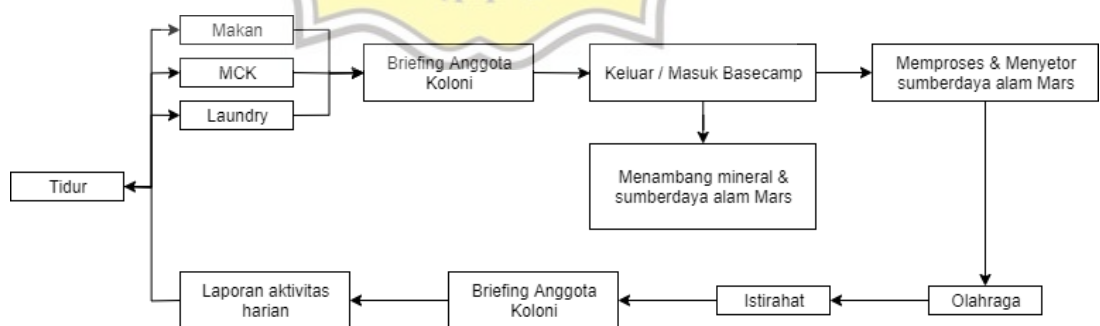 Makan
MCK
Laundry
Briefing Anggota
Koloni
Keluar / Masuk Basecamp
Memproses & Menyetor
sumberdaya alam Mars
Menambang mineral &
sumberdaya alam Mars
Tidur
Laporan aktivitas
harian
Briefing Anggota
Koloni
Istirahat
Olahraga